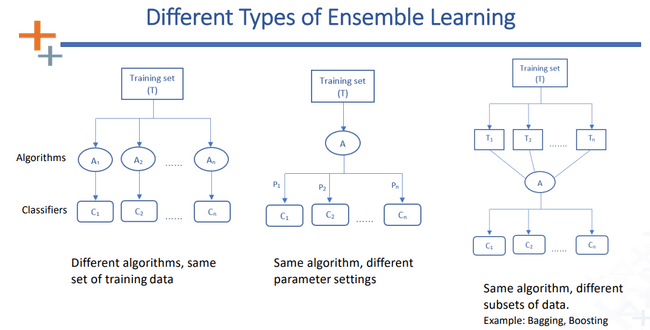 Different Types of Ensemble Learning
Training set
(T)
Algorithms
A1
A2
......
An
Classifiers
C1
C2
......
Cn
Different algorithms, same
set of training data
Training set
(T)
A
P1
P2
Pn
C1
C2
......
Cn
Same algorithm, different
parameter settings
Training set
(T)
T1
T2
.......
Tn
A
C1
C2
......
Cn
Same algorithm, different
subsets of data.
Example: Bagging, Boosting